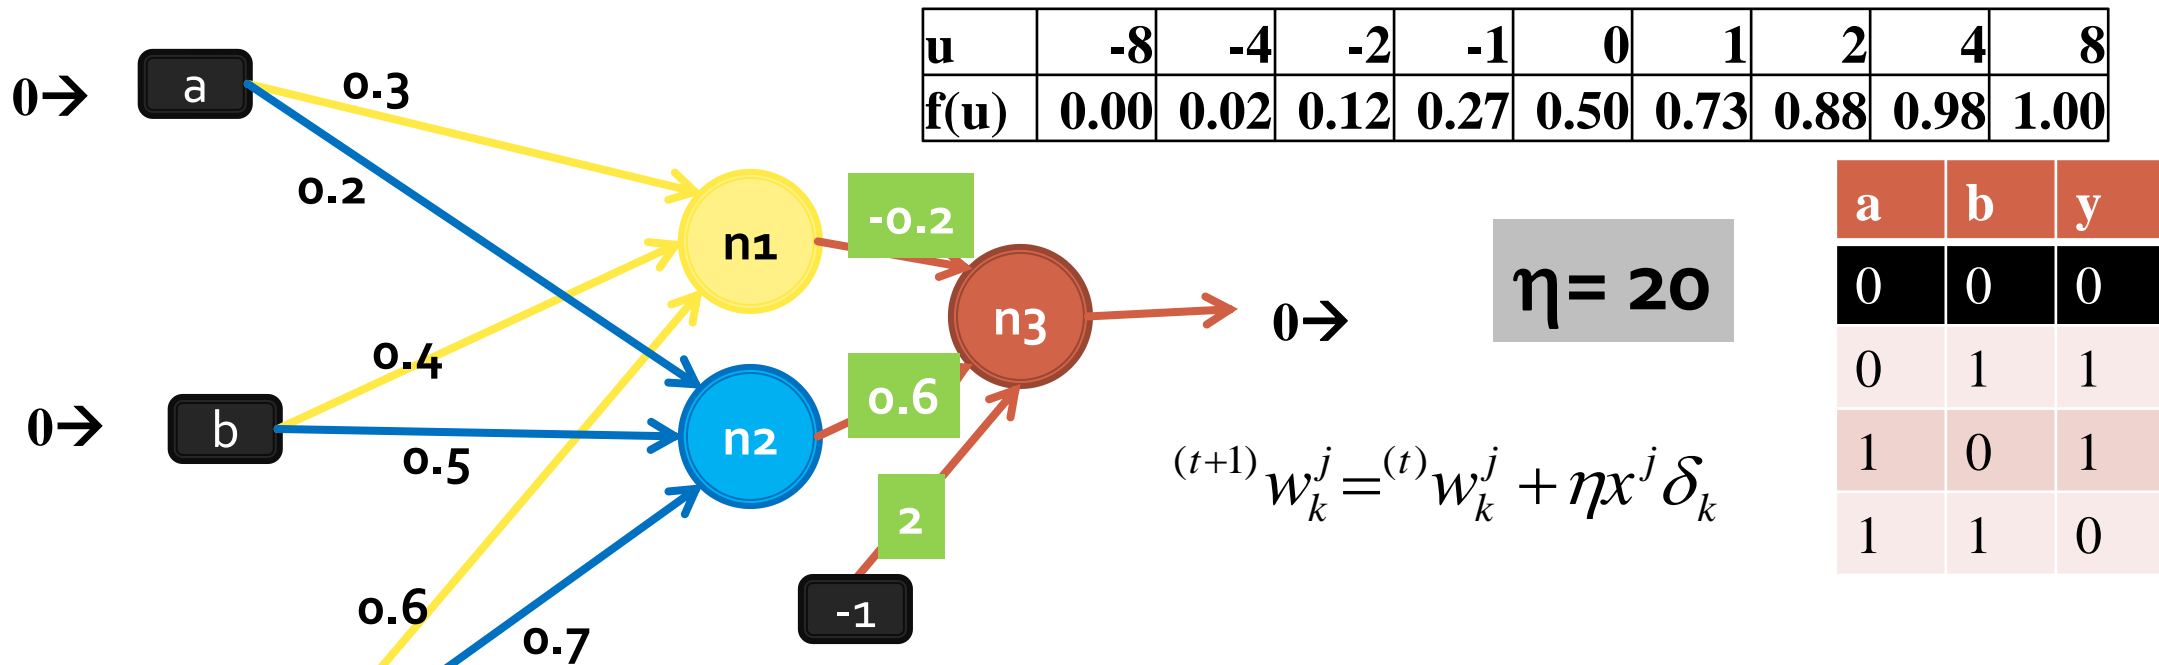 u -8 -4 -2 -1 0 1 2 4 8
f(u) 0.00 0.02 0.12 0.27 0.50 0.73 0.88 0.98 1.00
0→ a 0.3
0.2
n1 -0.2
n3 0→
η= 20
a b y
0 0 0
0 1 1
1 0 1
1 1 0
0.4
0→ b
0.5
n2 0.6
2
(t+1) w_k^j = (t) w_k^j + ηx^j δ_k
0.6
0.7
-1